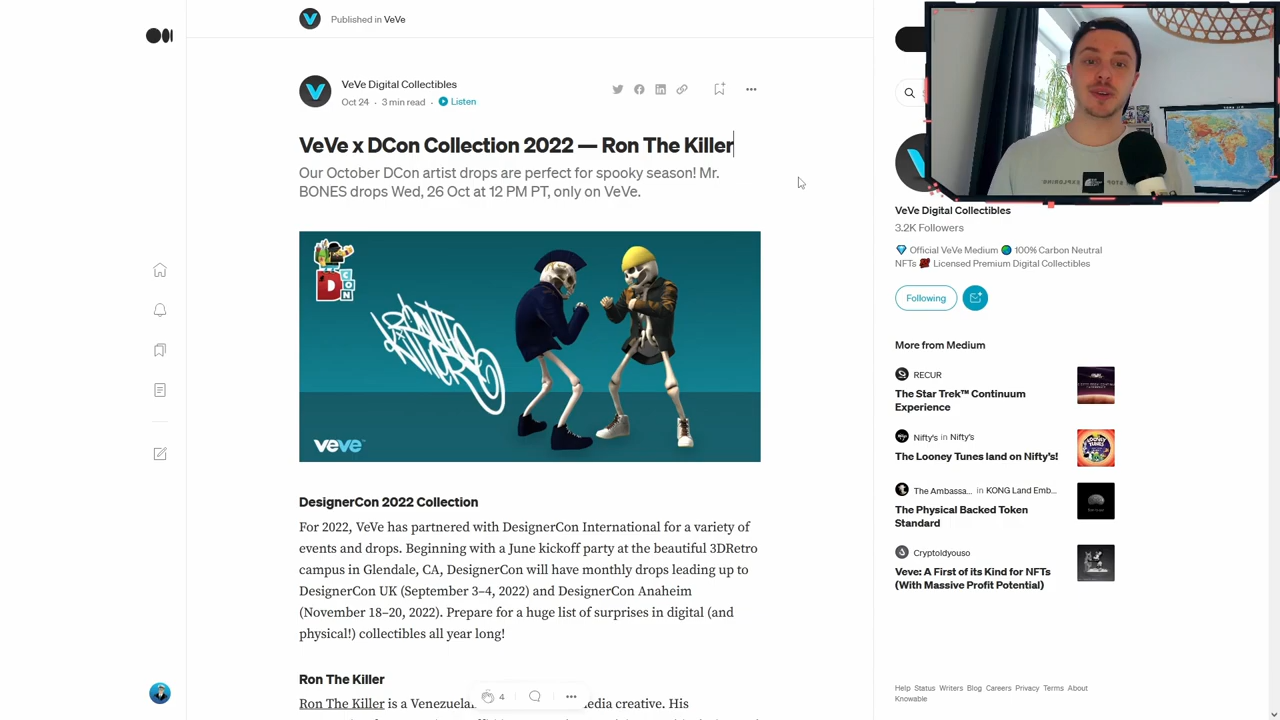 Published in VeVe
VeVe Digital Collectibles
Oct 24 · 3 min read · Listen
VeVe x DCon Collection 2022 — Ron The Killer
Our October DCon artist drops are perfect for spooky season! Mr.
BONES drops Wed, 26 Oct at 12 PM PT, only on VeVe.
D CON
RON THE KILLER
veve
DesignerCon 2022 Collection
For 2022, VeVe has partnered with DesignerCon International for a variety of
events and drops. Beginning with a June kickoff party at the beautiful 3DRetro
campus in Glendale, CA, DesignerCon will have monthly drops leading up to
DesignerCon UK (September 3–4, 2022) and DesignerCon Anaheim
(November 18–20, 2022). Prepare for a huge list of surprises in digital (and
physical!) collectibles all year long!
Ron The Killer
4
Ron The Killer is a Venezuelan
media creative. His
VeVe Digital Collectibles
3.2K Followers
💎 Official VeVe Medium 🌎 100% Carbon Neutral
NFTs Licensed Premium Digital Collectibles
Following
More from Medium
RECUR
The Star Trek™ Continuum
Experience
Nifty's in Nifty's
The Looney Tunes land on Nifty's!
The Ambassa... in KONG Land Emb...
The Physical Backed Token
Standard
Cryptoldyouso
Veve: A First of its Kind for NFTs
(With Massive Profit Potential)
Help Status Writers Blog Careers Privacy Terms About
Knowable